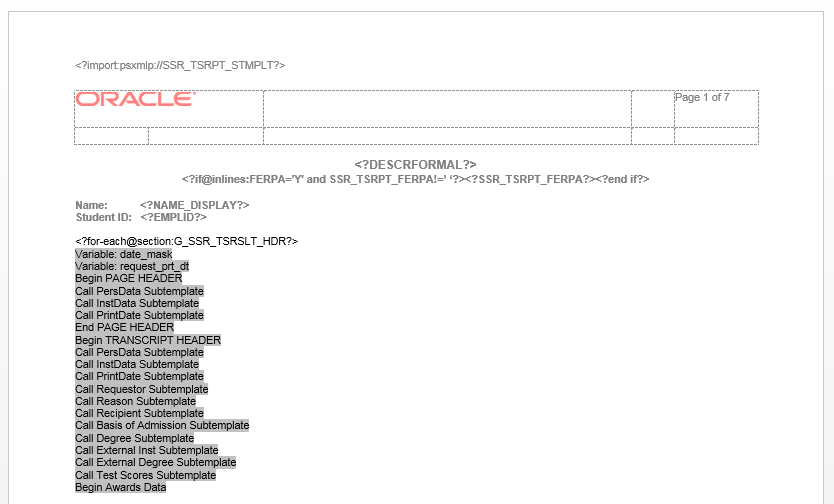 <?import:psxmlp://SSR_TSRPT_STMPLT?>
ORACLE
Page 1 of 7
<?DESCRFORMAL?>
<?if@inlines:FERPA='Y' and SSR_TSRPT_FERPA!=' '?><?SSR_TSRPT_FERPA?><?end if?>
Name: <?NAME_DISPLAY?>
Student ID: <?EMPLID?>
<?for-each@section:G_SSR_TSRSLT_HDR?>
Variable: date_mask
Variable: request_prt_dt
Begin PAGE HEADER
Call PersData Subtemplate
Call InstData Subtemplate
Call PrintDate Subtemplate
End PAGE HEADER
Begin TRANSCRIPT HEADER
Call PersData Subtemplate
Call InstData Subtemplate
Call PrintDate Subtemplate
Call Requestor Subtemplate
Call Reason Subtemplate
Call Recipient Subtemplate
Call Basis of Admission Subtemplate
Call Degree Subtemplate
Call External Inst Subtemplate
Call External Degree Subtemplate
Call Test Scores Subtemplate
Begin Awards Data